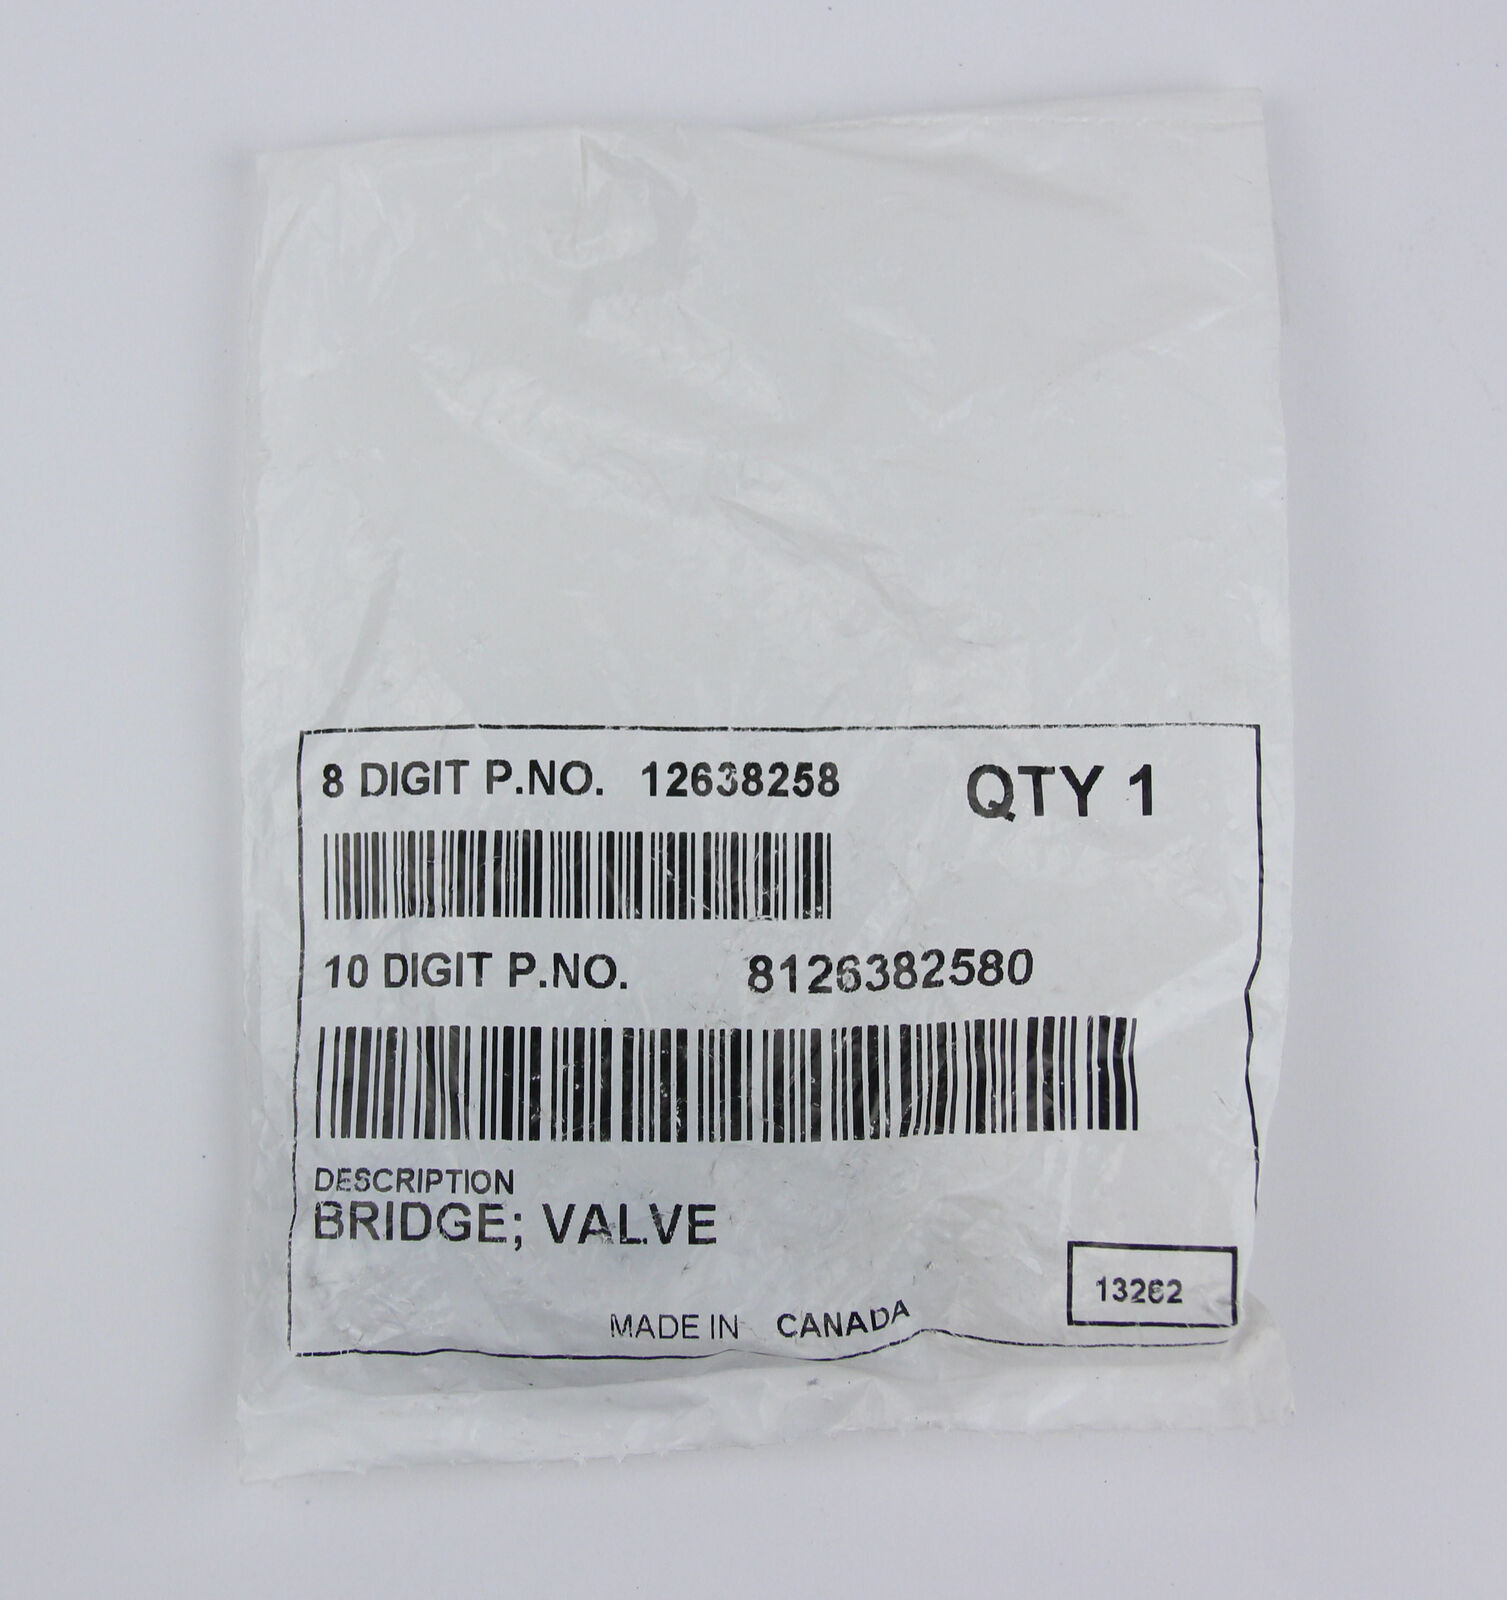 8 DIGIT P.NO. 12638258 QTY 1
10 DIGIT P.NO. 8126382580
DESCRIPTION
BRIDGE; VALVE
13262
MADE IN CANADA